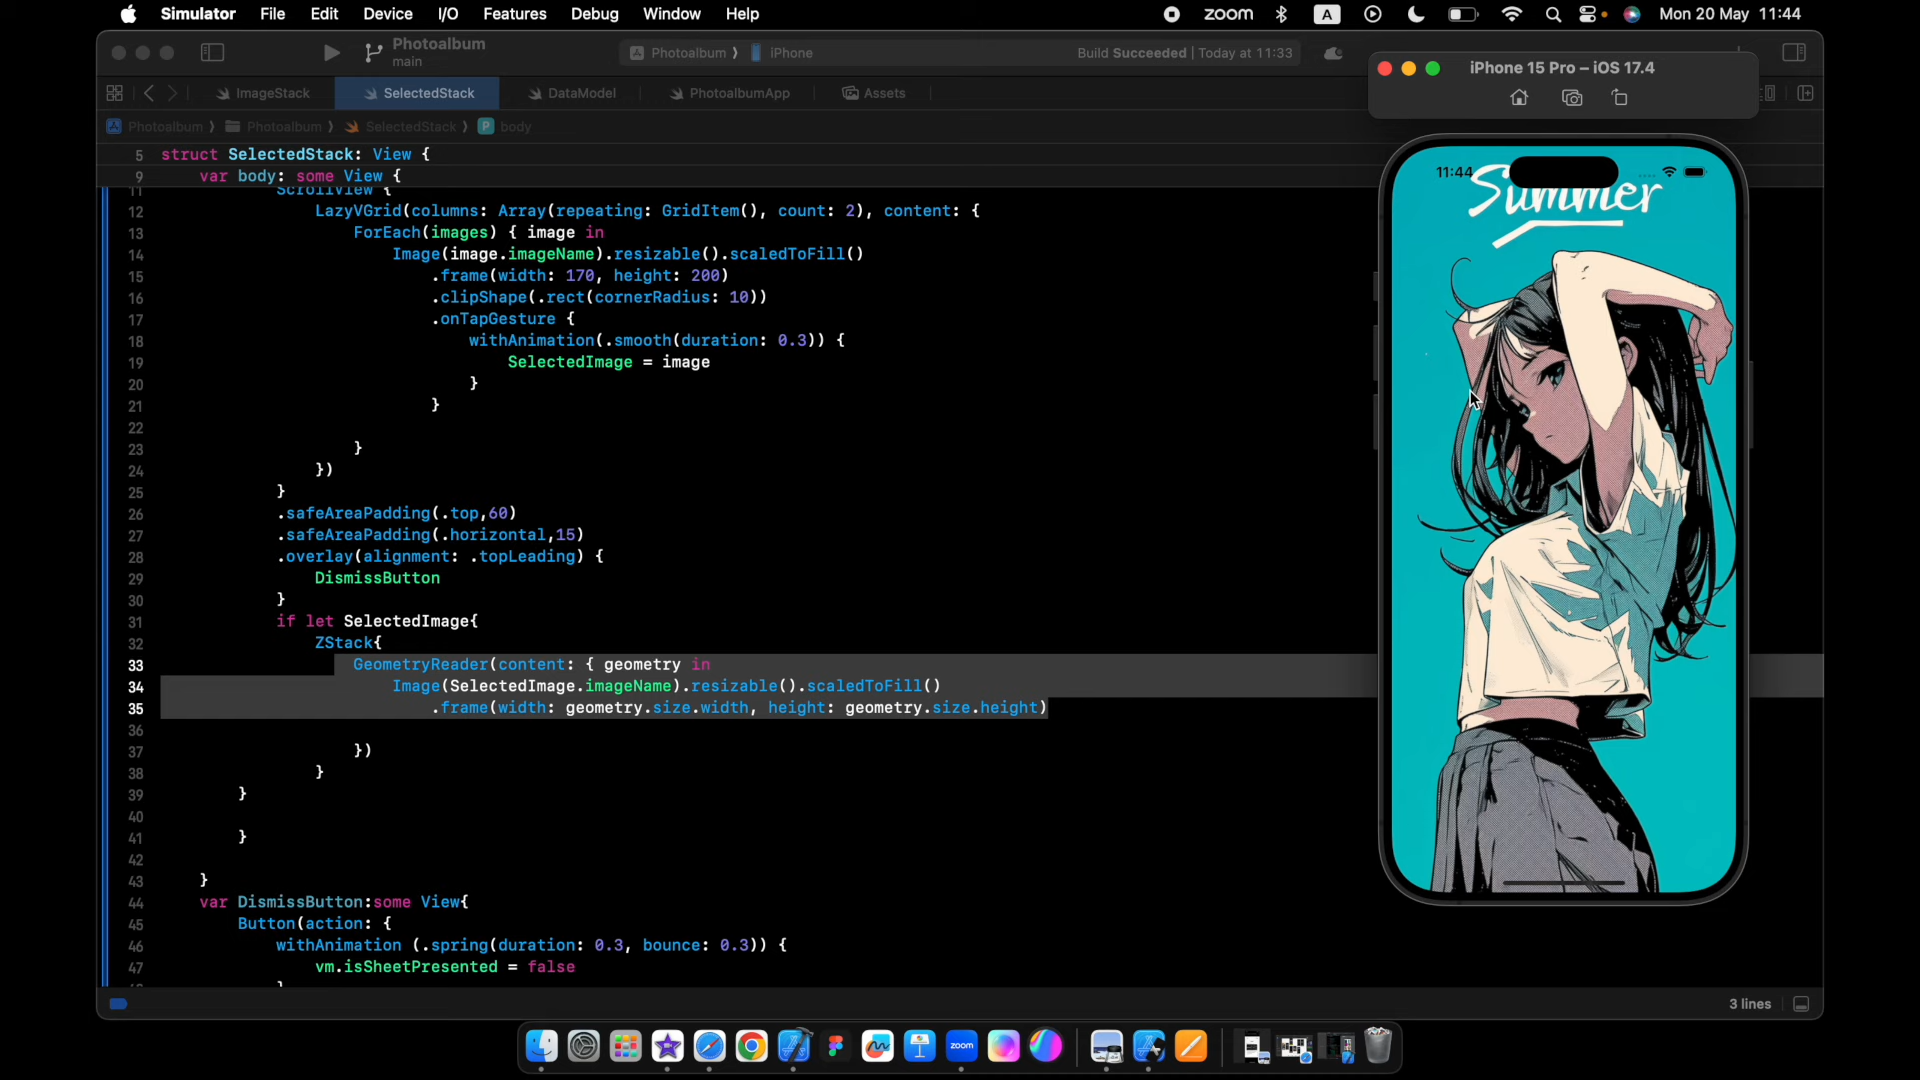 Simulator File Edit Device I/O Features Debug Window Help
zoom A Mon 20 May 11:44
Photoalbum
main
Photoalbum iPhone Build Succeeded | Today at 11:33
iPhone 15 Pro – iOS 17.4
ImageStack SelectedStack DataModel PhotoalbumApp Assets
Photoalbum Photoalbum SelectedStack P body
5 struct SelectedStack: View {
9 var body: some View {
11 ScrollView {
12 LazyVGrid(columns: Array(repeating: GridItem(), count: 2), content: {
13 ForEach(images) { image in
14 Image(image.imageName).resizable().scaledToFill()
15 .frame(width: 170, height: 200)
16 .clipShape(.rect(cornerRadius: 10))
17 .onTapGesture {
18 withAnimation(.smooth(duration: 0.3)) {
19 SelectedImage = image
20 }
21 }
22
23 }
24 })
25 }
26 .safeAreaPadding(.top,60)
27 .safeAreaPadding(.horizontal,15)
28 .overlay(alignment: .topLeading) {
29 DismissButton
30 }
31 if let SelectedImage{
32 ZStack{
33 GeometryReader(content: { geometry in
34 Image(SelectedImage.imageName).resizable().scaledToFill()
35 .frame(width: geometry.size.width, height: geometry.size.height)
36
37 })
38 }
39 }
40
41 }
42
43 }
44 var DismissButton:some View{
45 Button(action: {
46 withAnimation (.spring(duration: 0.3, bounce: 0.3)) {
47 vm.isSheetPresented = false
3 lines
11:44
Summer
zoom